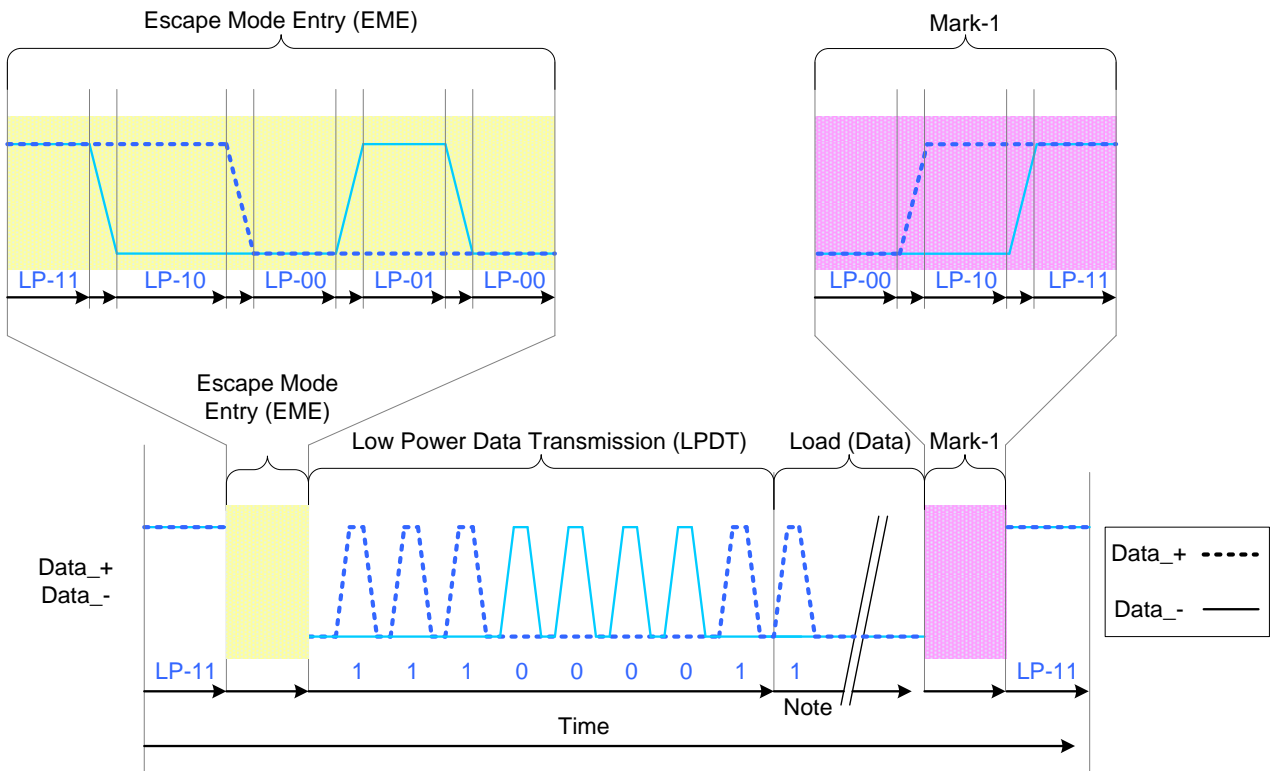 Escape Mode Entry (EME)
Mark-1
LP-11 LP-10 LP-00 LP-01 LP-00
LP-00 LP-10 LP-11
Escape Mode
Entry (EME)
Low Power Data Transmission (LPDT)
Load (Data)
Mark-1
Data_+
Data_-
Data_+
Data_-
LP-11 1 1 1 0 0 0 0 1 1 LP-11
Note
Time